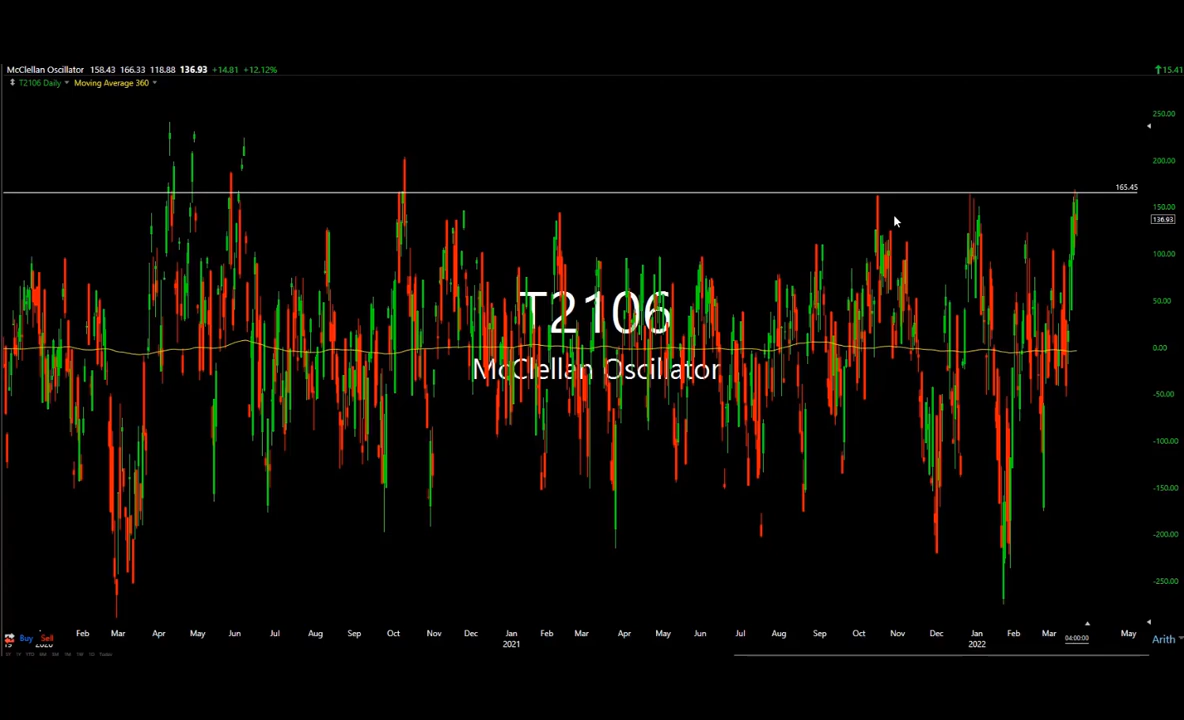 McClellan Oscillator 158.43 166.33 118.88 136.93 +14.81 +12.12%
15.41
T2106 Daily Moving Average 360
250.00
200.00
165.45
150.00
136.93
100.00
50.00
0.00
-50.00
-100.00
-150.00
-200.00
-250.00
T2106
McClellan Oscillator
Buy Sell
Feb Mar Apr May Jun Jul Aug Sep Oct Nov Dec Jan Feb Mar Apr May Jun Jul Aug Sep Oct Nov Dec Jan Feb Mar 04:00:00 May
2020 2021 2022
Arith